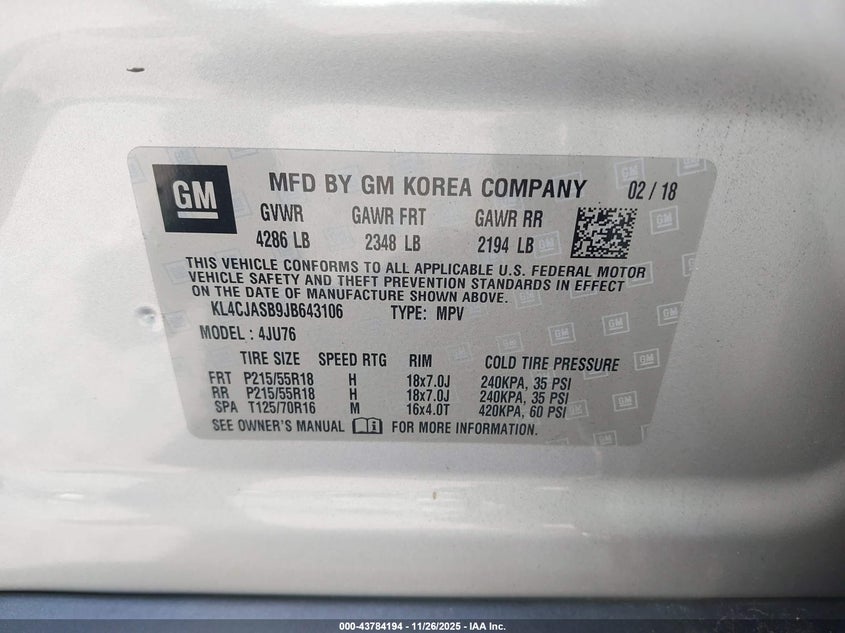 GM
MFD BY GM KOREA COMPANY 02/18
GVWR GAWR FRT GAWR RR
4286 LB 2348 LB 2194 LB
THIS VEHICLE CONFORMS TO ALL APPLICABLE U.S. FEDERAL MOTOR
VEHICLE SAFETY AND THEFT PREVENTION STANDARDS IN EFFECT
ON THE DATE OF MANUFACTURE SHOWN ABOVE.
KL4CJASB9JB643106 TYPE: MPV
MODEL: 4JU76
TIRE SIZE SPEED RTG RIM COLD TIRE PRESSURE
FRT P215/55R18 H 18x7.0J 240KPA, 35 PSI
RR P215/55R18 H 18x7.0J 240KPA, 35 PSI
SPA T125/70R16 M 16x4.0T 420KPA, 60 PSI
SEE OWNER'S MANUAL FOR MORE INFORMATION.
000-43784194 - 11/26/2025 - IAA Inc.